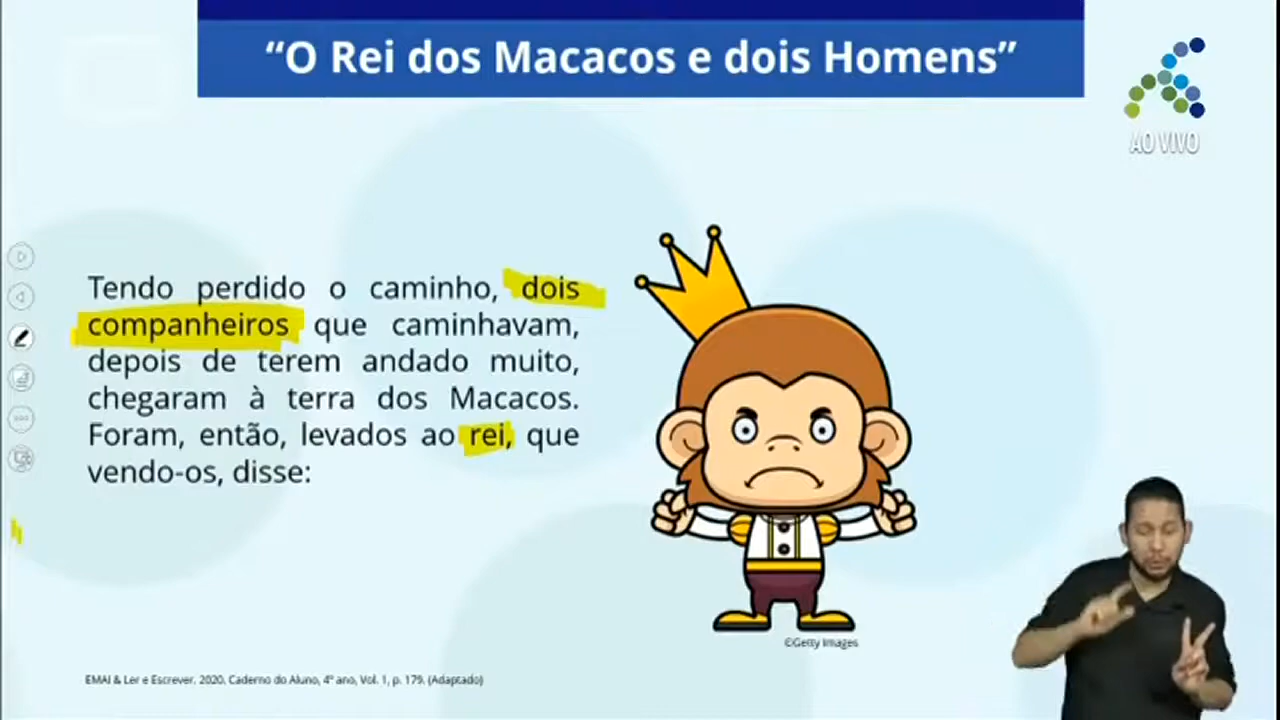 “O Rei dos Macacos e dois Homens”
AO VIVO
Tendo perdido o caminho, dois
companheiros que caminhavam,
depois de terem andado muito,
chegaram à terra dos Macacos.
Foram, então, levados ao rei, que
vendo-os, disse:
©Getty Images
EMAI & Ler e Escrever. 2020. Caderno do Aluno, 4º ano, Vol. 1, p. 179. (Adaptado)